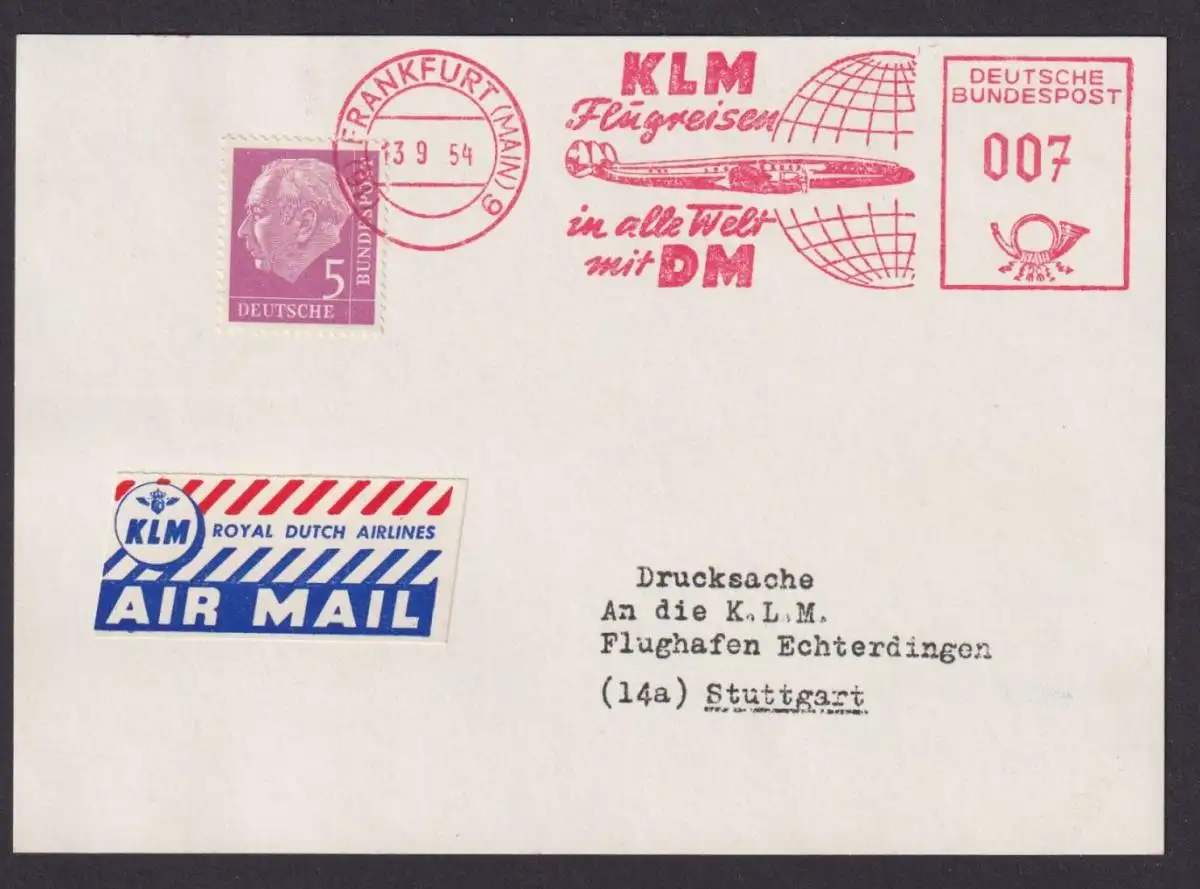 FRANKFURT (MAIN) 9
13 9 54
KLM
Flugreisen
in alle Welt
mit DM
DEUTSCHE
BUNDESPOST
007
5
DEUTSCHE
BUNDESPOST
KLM
ROYAL DUTCH AIRLINES
AIR MAIL
Drucksache
An die K.L.M.
Flughafen Echterdingen
(14a) Stuttgart